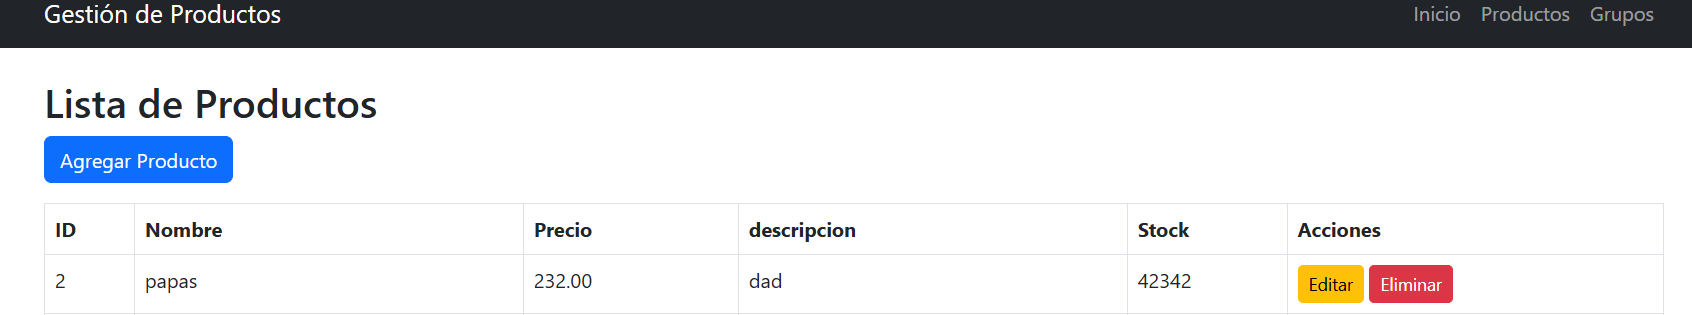 Gestión de Productos Inicio Productos Grupos
Lista de Productos
Agregar Producto
ID Nombre Precio descripcion Stock Acciones
2 papas 232.00 dad 42342 Editar Eliminar